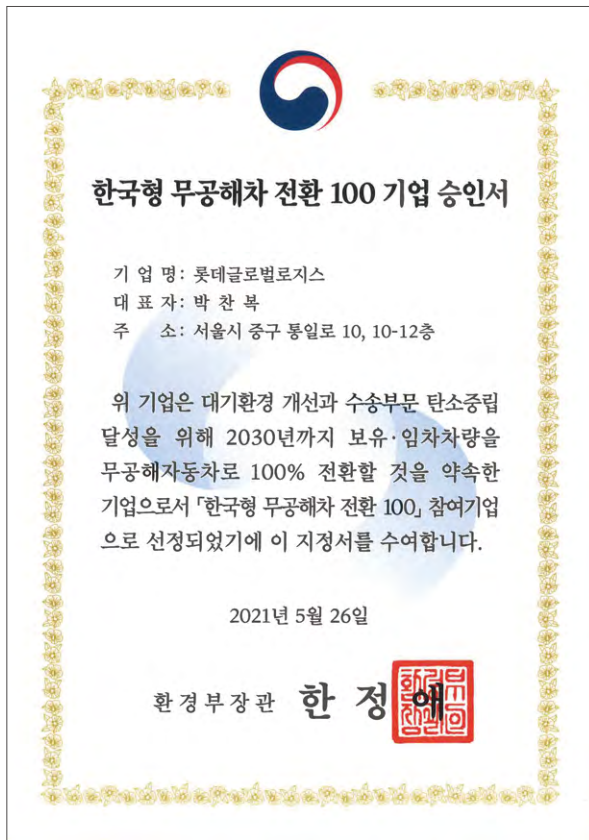 한국형 무공해차 전환 100 기업 승인서
기 업 명: 롯데글로벌로지스
대 표 자: 박 찬 복
주 소: 서울시 중구 통일로 10, 10-12층
위 기업은 대기환경 개선과 수송부문 탄소중립
달성을 위해 2030년까지 보유·임차차량을
무공해자동차로 100% 전환할 것을 약속한
기업으로서 「한국형 무공해차 전환 100」 참여기업
으로 선정되었기에 이 지정서를 수여합니다.
2021년 5월 26일
환경부장관 한 정 애